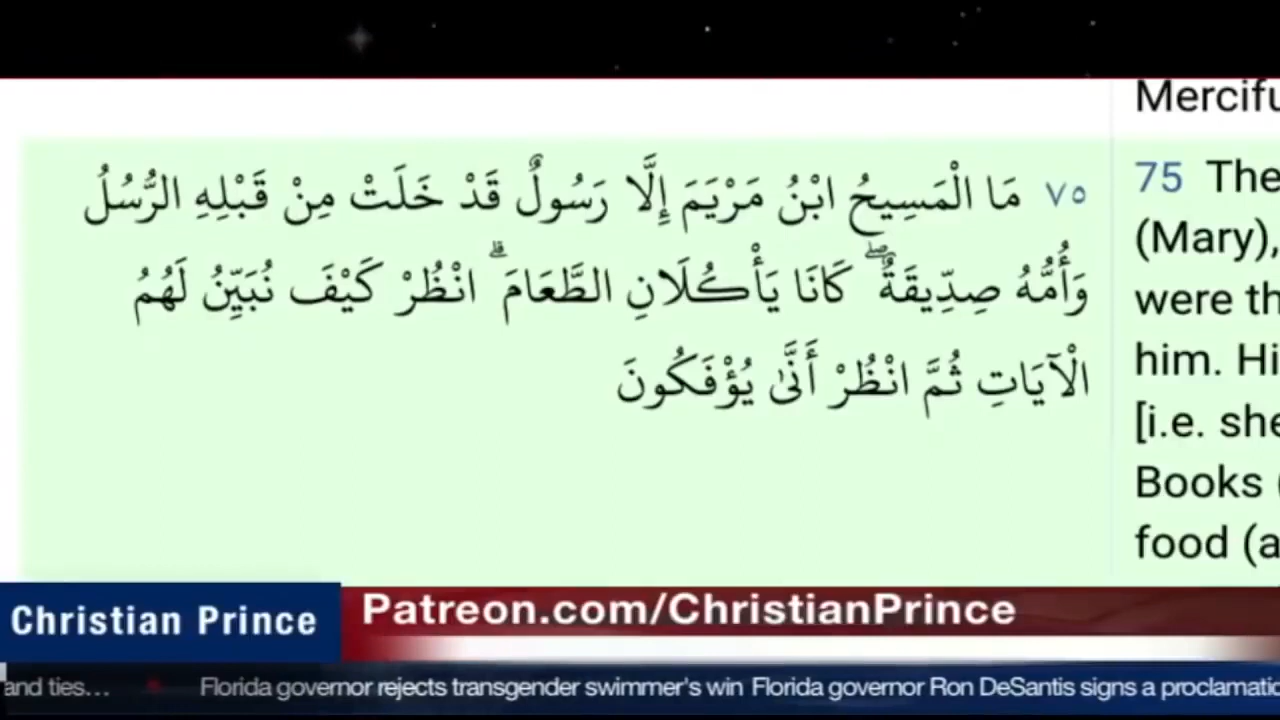 ٧٥ مَا الْمَسِيحُ ابْنُ مَرْيَمَ إِلَّا رَسُولٌ قَدْ خَلَتْ مِنْ قَبْلِهِ الرُّسُلُ
وَأُمُّهُ صِدِّيقَةٌ ۖ كَانَا يَأْكُلَانِ الطَّعَامَ ۗ انْظُرْ كَيْفَ نُبَيِّنُ لَهُمُ
الْآيَاتِ ثُمَّ انْظُرْ أَنَّىٰ يُؤْفَكُونَ
75 The
(Mary),
were th
him. Hi
[i.e. she
Books
food (a
Christian Prince
Patreon.com/ChristianPrince
and ties... Florida governor rejects transgender swimmer's win Florida governor Ron DeSantis signs a proclamatic